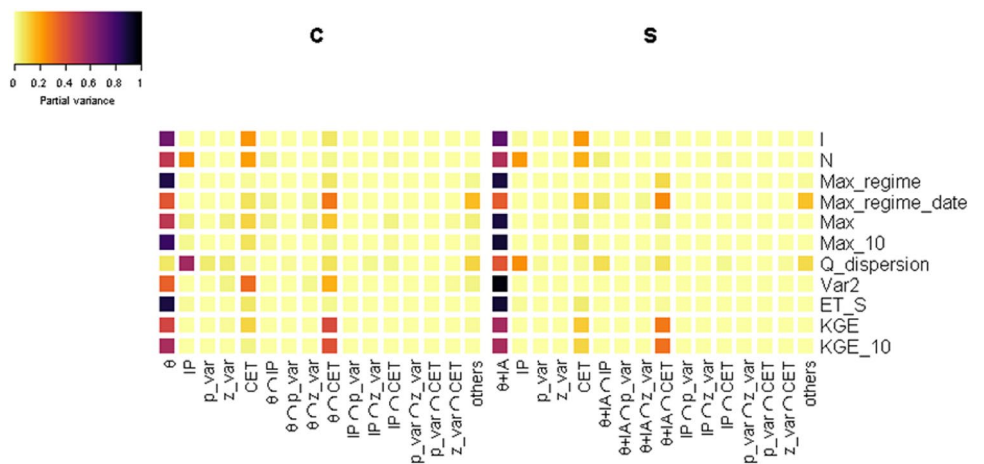 C
S
0 0.2 0.4 0.6 0.8 1
Partial variance
I
N
Max_regime
Max_regime_date
Max
Max_10
Q_dispersion
Var2
ET_S
KGE
KGE_10
θ
IP
p_var
z_var
CET
θ∩IP
θ∩p_var
θ∩z_var
θ∩CET
IP∩p_var
IP∩z_var
IP∩CET
p_var∩z_var
p_var∩CET
z_var∩CET
others
θ+IA
IP
p_var
z_var
CET
θ+IA∩IP
θ+IA∩p_var
θ+IA∩z_var
θ+IA∩CET
IP∩p_var
IP∩z_var
IP∩CET
p_var∩z_var
p_var∩CET
z_var∩CET
others